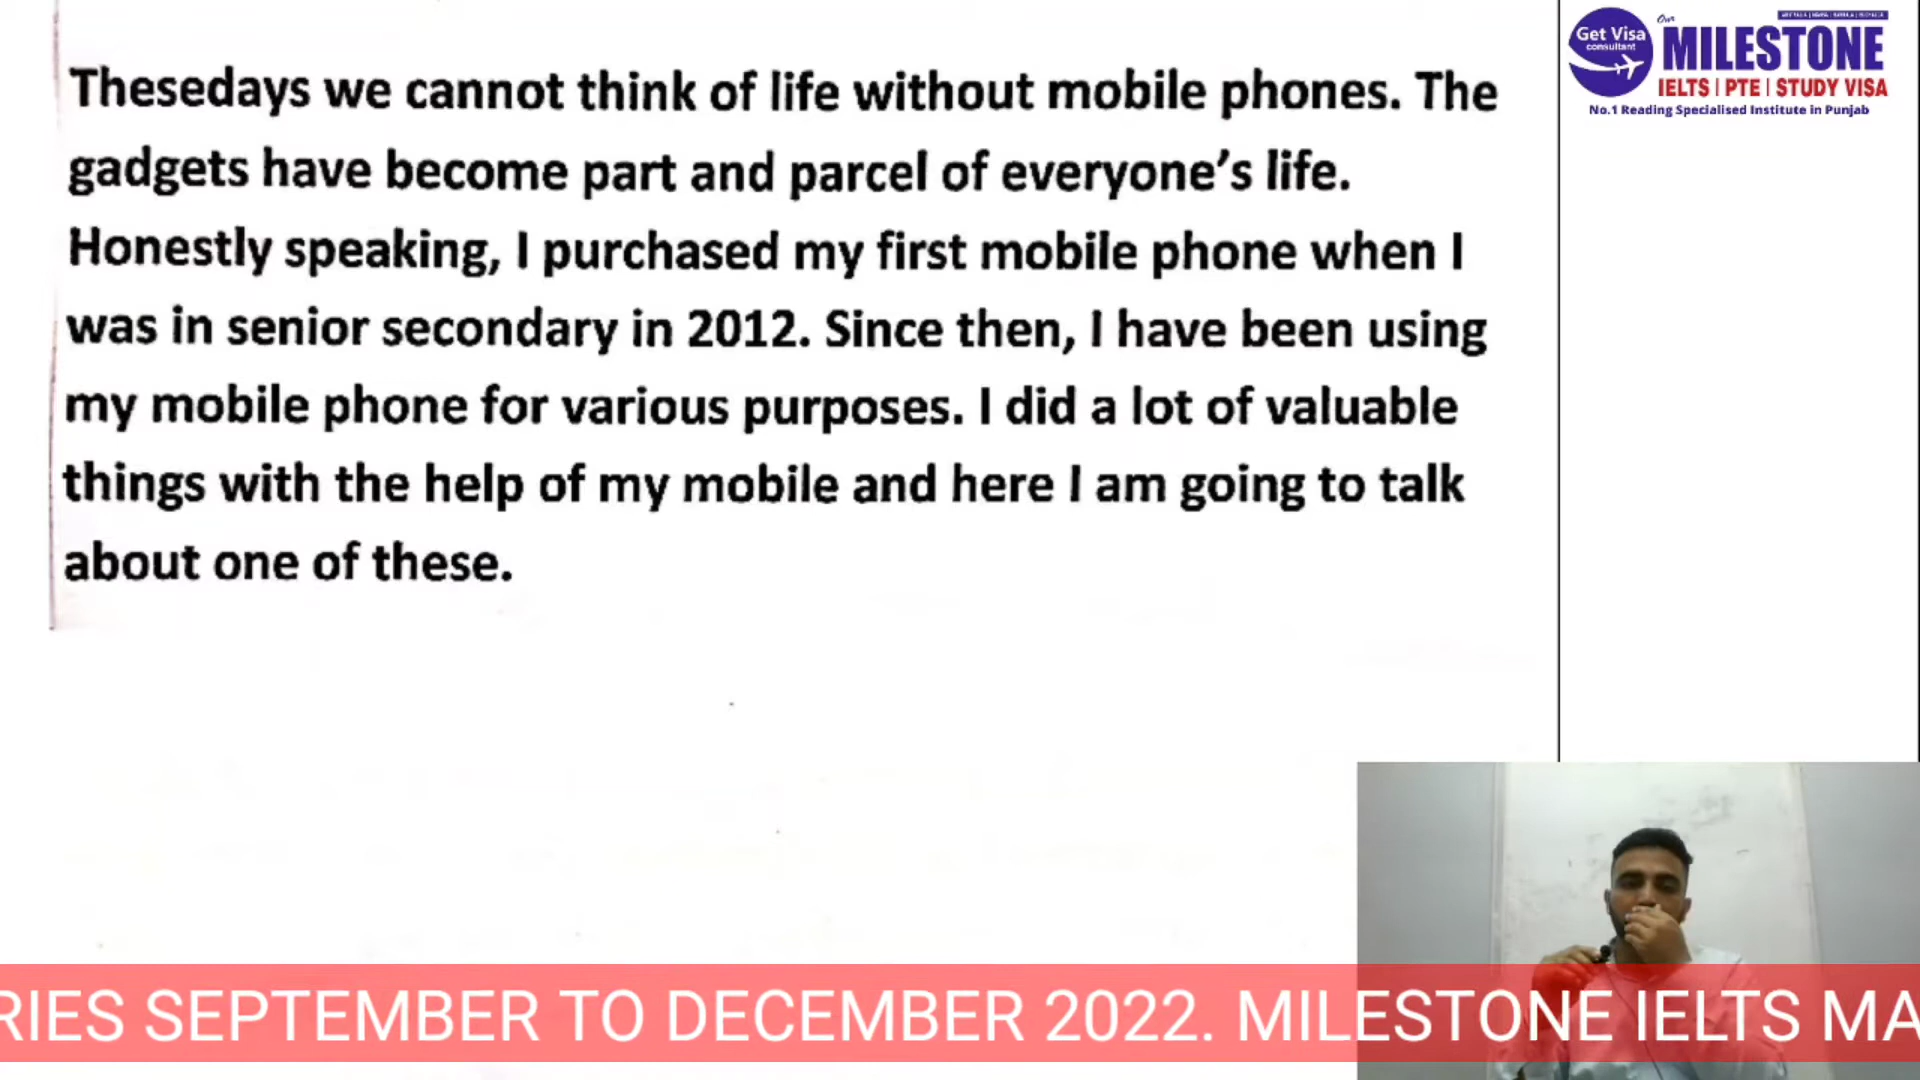 Thesedays we cannot think of life without mobile phones. The
gadgets have become part and parcel of everyone’s life.
Honestly speaking, I purchased my first mobile phone when I
was in senior secondary in 2012. Since then, I have been using
my mobile phone for various purposes. I did a lot of valuable
things with the help of my mobile and here I am going to talk
about one of these.
Get Visa
consultant
Our
MILESTONE
IELTS | PTE | STUDY VISA
No.1 Reading Specialised Institute in Punjab
RIES SEPTEMBER TO DECEMBER 2022. MILESTONE IELTS MA